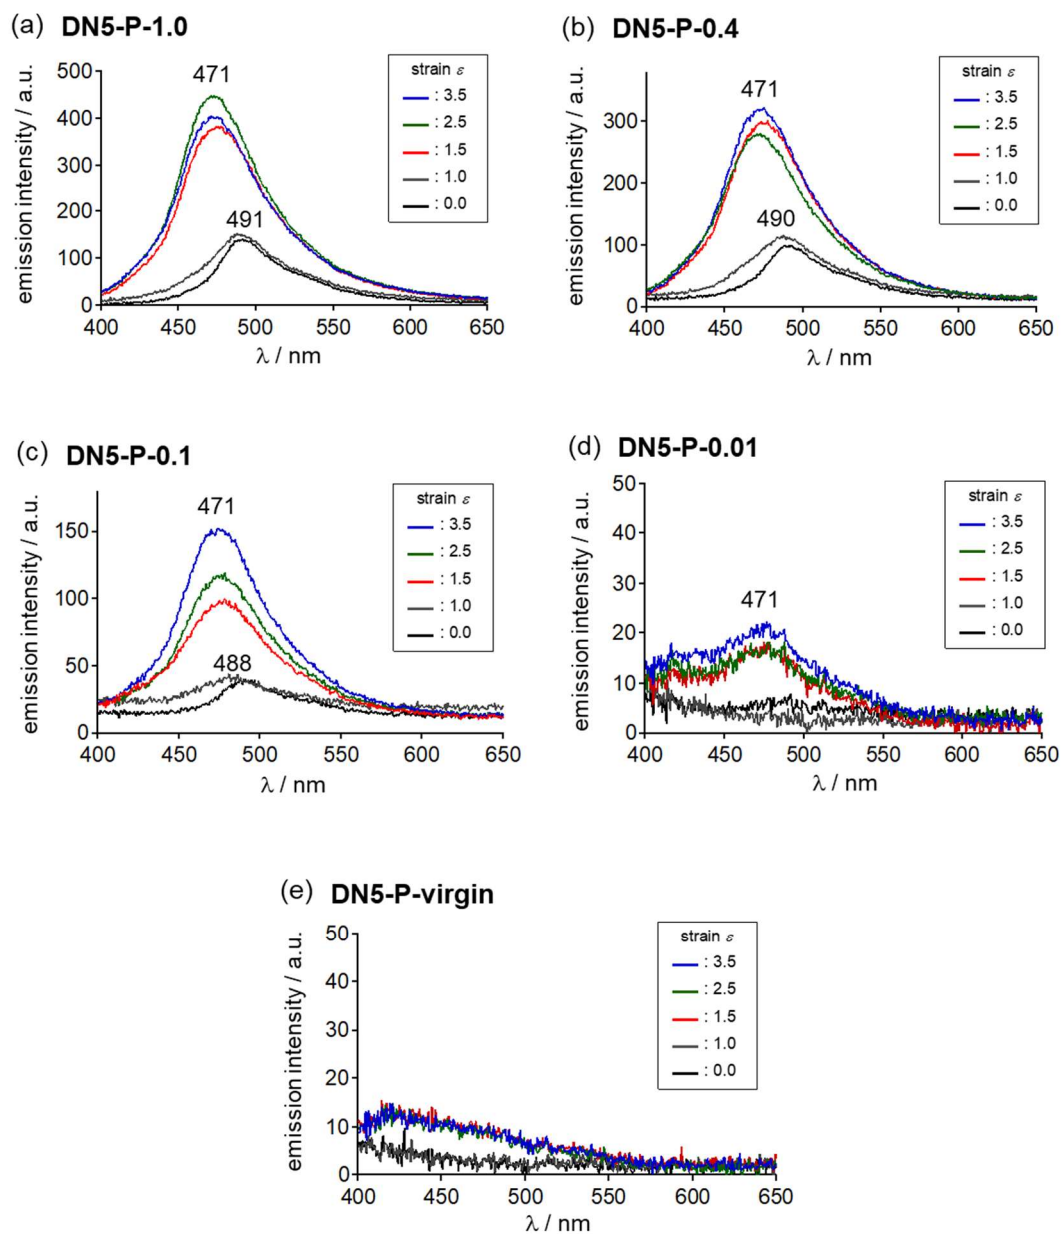 (a) DN5-P-1.0
emission intensity / a.u.
500
400
300
200
100
0
471
491
strain ε
: 3.5
: 2.5
: 1.5
: 1.0
: 0.0
400 450 500 550 600 650
λ / nm
(b) DN5-P-0.4
emission intensity / a.u.
300
200
100
0
471
490
strain ε
: 3.5
: 2.5
: 1.5
: 1.0
: 0.0
400 450 500 550 600 650
λ / nm
(c) DN5-P-0.1
emission intensity / a.u.
150
100
50
0
471
488
strain ε
: 3.5
: 2.5
: 1.5
: 1.0
: 0.0
400 450 500 550 600 650
λ / nm
(d) DN5-P-0.01
emission intensity / a.u.
50
40
30
20
10
0
471
strain ε
: 3.5
: 2.5
: 1.5
: 1.0
: 0.0
400 450 500 550 600 650
λ / nm
(e) DN5-P-virgin
emission intensity / a.u.
50
40
30
20
10
0
strain ε
: 3.5
: 2.5
: 1.5
: 1.0
: 0.0
400 450 500 550 600 650
λ / nm